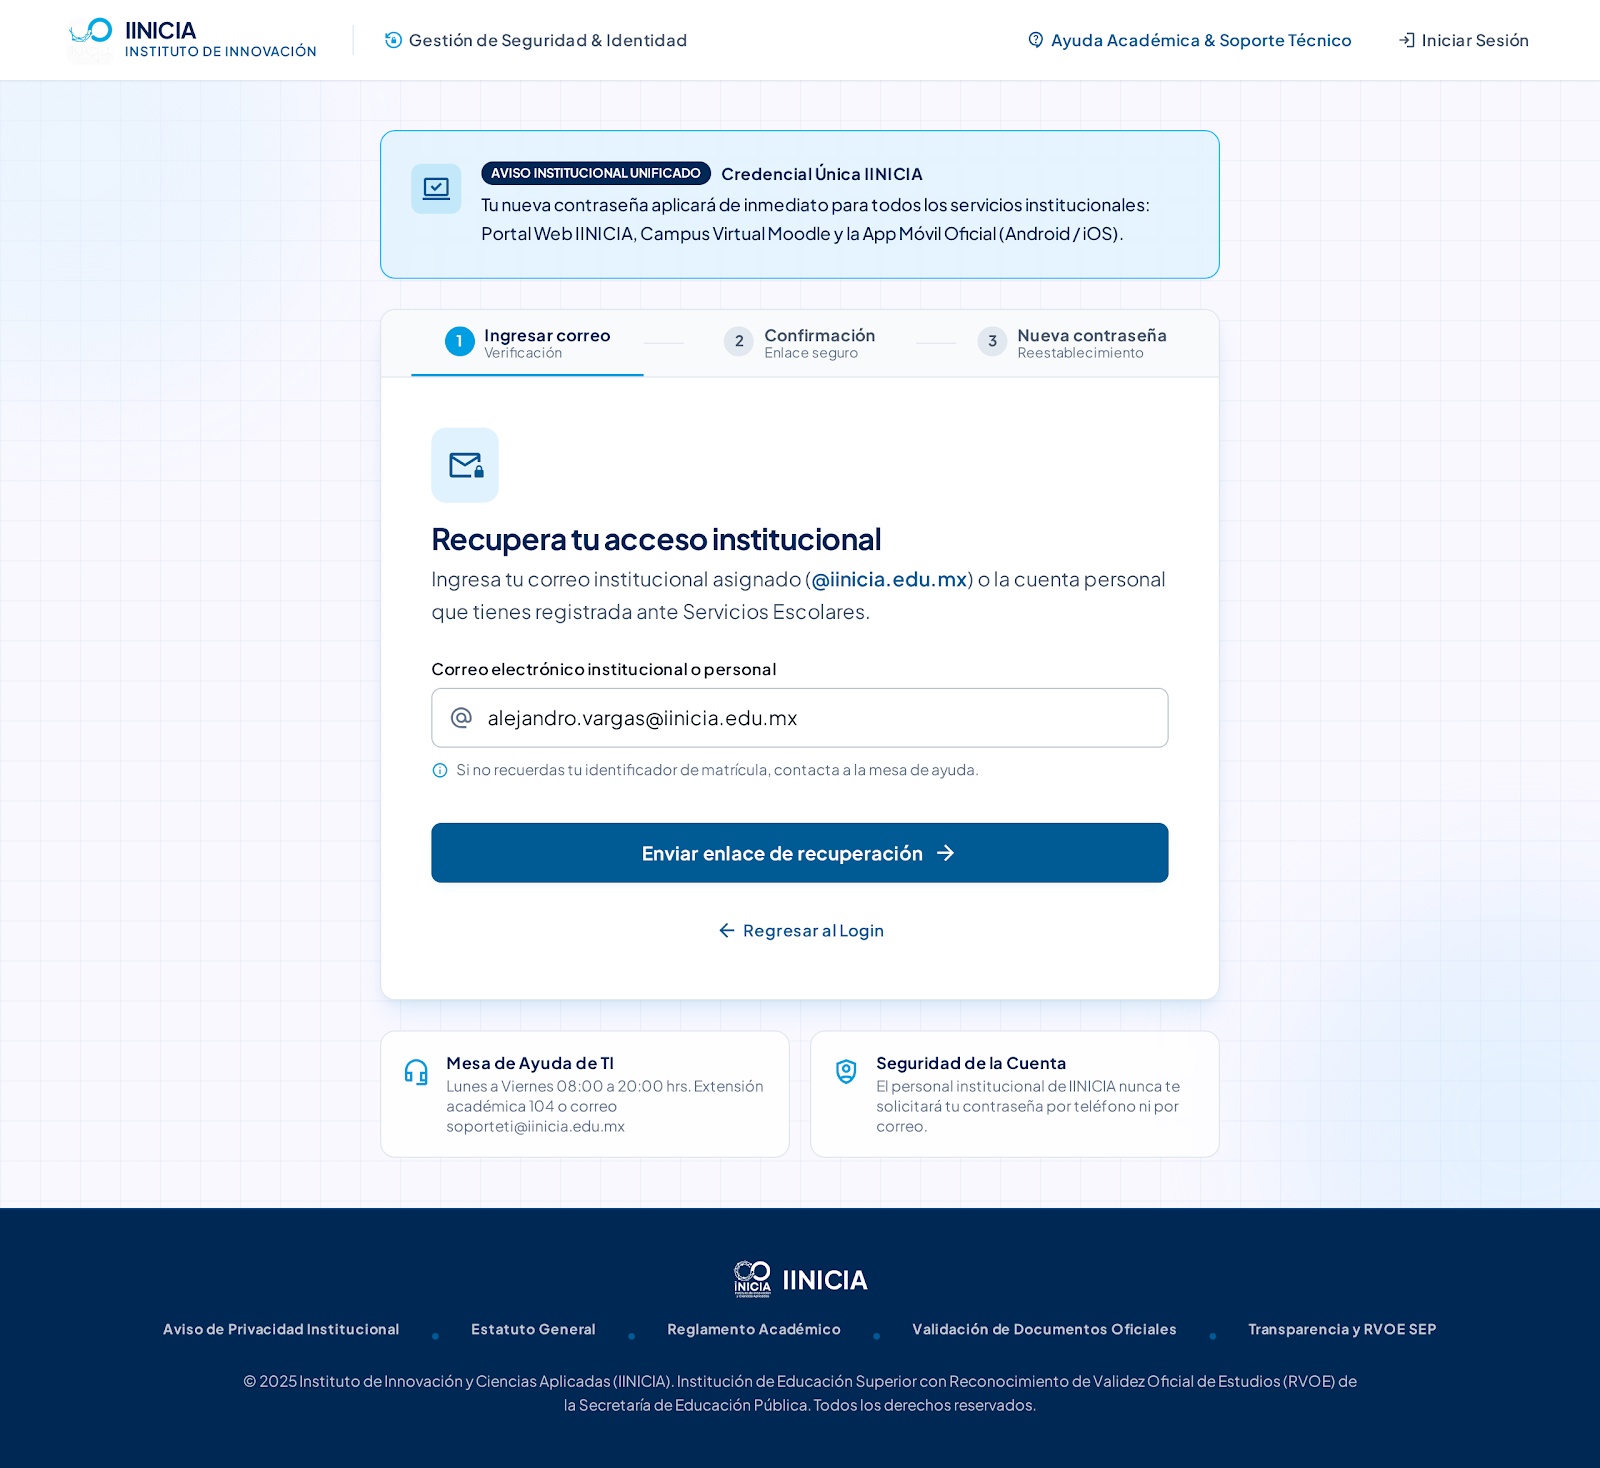 IINICIA
INSTITUTO DE INNOVACIÓN
Gestión de Seguridad & Identidad
Ayuda Académica & Soporte Técnico
Iniciar Sesión
AVISO INSTITUCIONAL UNIFICADO
Credencial Única IINICIA
Tu nueva contraseña aplicará de inmediato para todos los servicios institucionales:
Portal Web IINICIA, Campus Virtual Moodle y la App Móvil Oficial (Android / iOS).
1
Ingresar correo
Verificación
2
Confirmación
Enlace seguro
3
Nueva contraseña
Reestablecimiento
Recupera tu acceso institucional
Ingresa tu correo institucional asignado (@iinicia.edu.mx) o la cuenta personal
que tienes registrada ante Servicios Escolares.
Correo electrónico institucional o personal
alejandro.vargas@iinicia.edu.mx
Si no recuerdas tu identificador de matrícula, contacta a la mesa de ayuda.
Enviar enlace de recuperación
Regresar al Login
Mesa de Ayuda de TI
Lunes a Viernes 08:00 a 20:00 hrs. Extensión
académica 104 o correo
soporteti@iinicia.edu.mx
Seguridad de la Cuenta
El personal institucional de IINICIA nunca te
solicitará tu contraseña por teléfono ni por
correo.
INICIA
IINICIA
Aviso de Privacidad Institucional
Estatuto General
Reglamento Académico
Validación de Documentos Oficiales
Transparencia y RVOE SEP
© 2025 Instituto de Innovación y Ciencias Aplicadas (IINICIA). Institución de Educación Superior con Reconocimiento de Validez Oficial de Estudios (RVOE) de
la Secretaría de Educación Pública. Todos los derechos reservados.